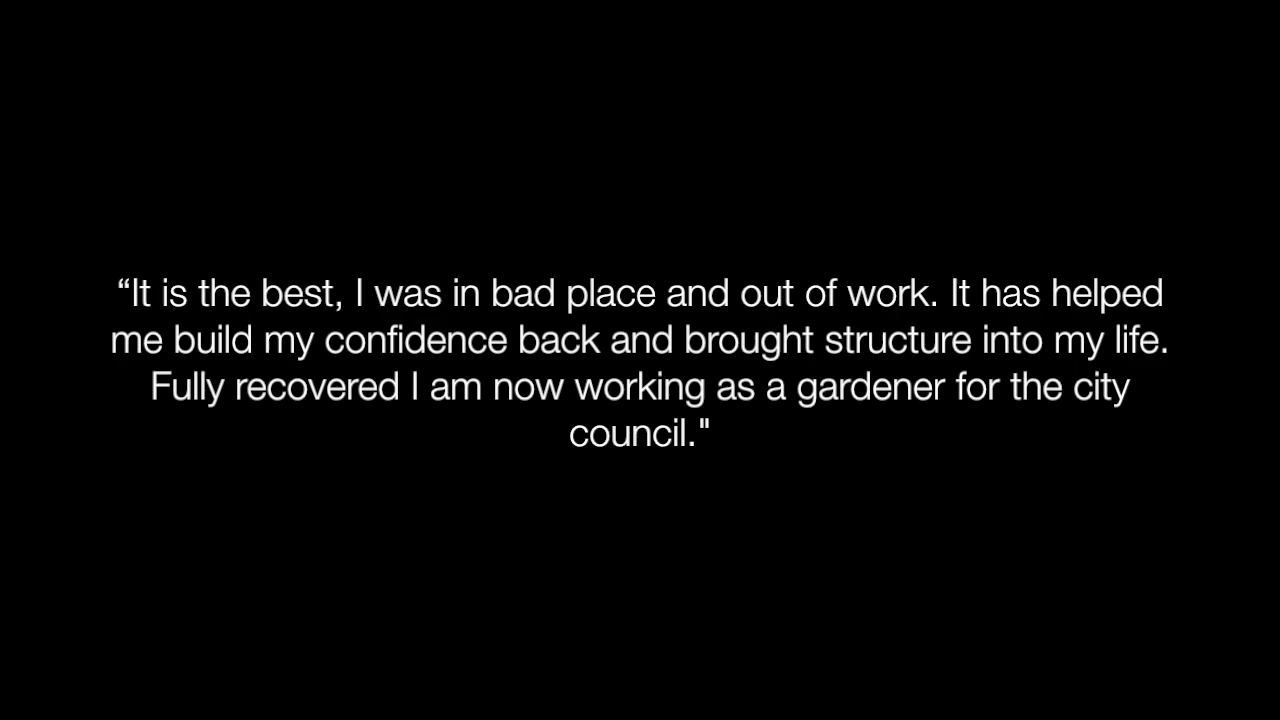 “It is the best, I was in bad place and out of work. It has helped
me build my confidence back and brought structure into my life.
Fully recovered I am now working as a gardener for the city
council."